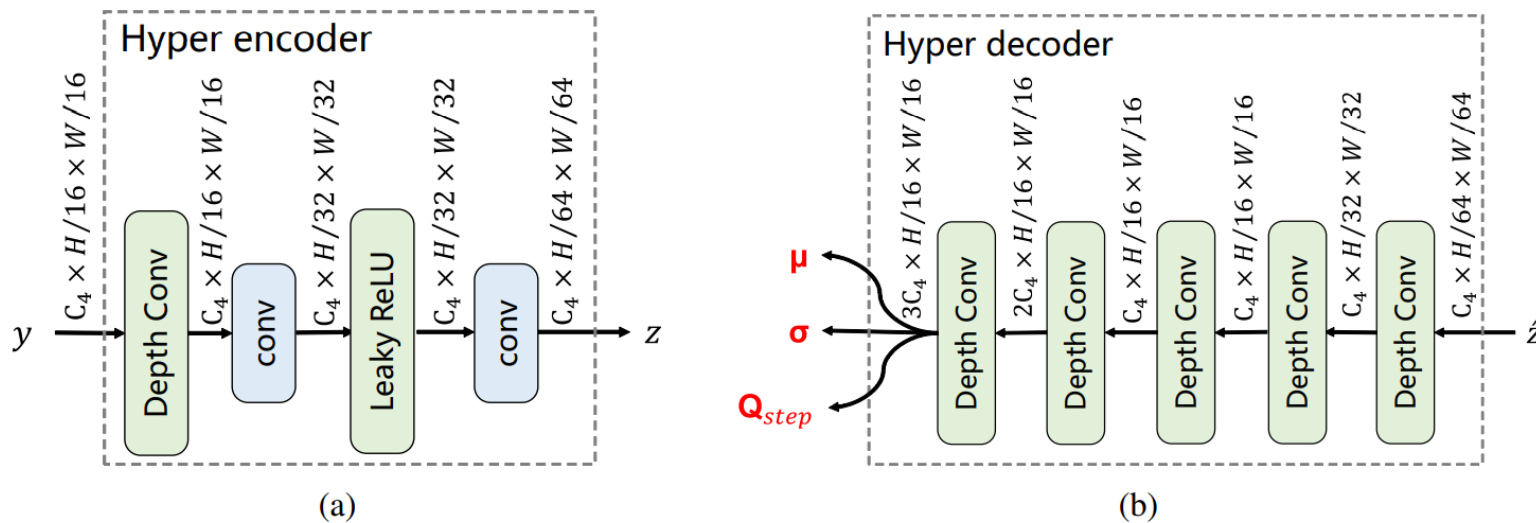 Hyper encoder
y
C₄ × H/16 × W/16
Depth Conv
C₄ × H/16 × W/16
conv
C₄ × H/32 × W/32
Leaky ReLU
C₄ × H/32 × W/32
conv
C₄ × H/64 × W/64
z
(a)
Hyper decoder
μ
σ
Q_step
3C₄ × H/16 × W/16
Depth Conv
2C₄ × H/16 × W/16
Depth Conv
C₄ × H/16 × W/16
Depth Conv
C₄ × H/16 × W/16
Depth Conv
C₄ × H/32 × W/32
Depth Conv
C₄ × H/64 × W/64
ẑ
(b)